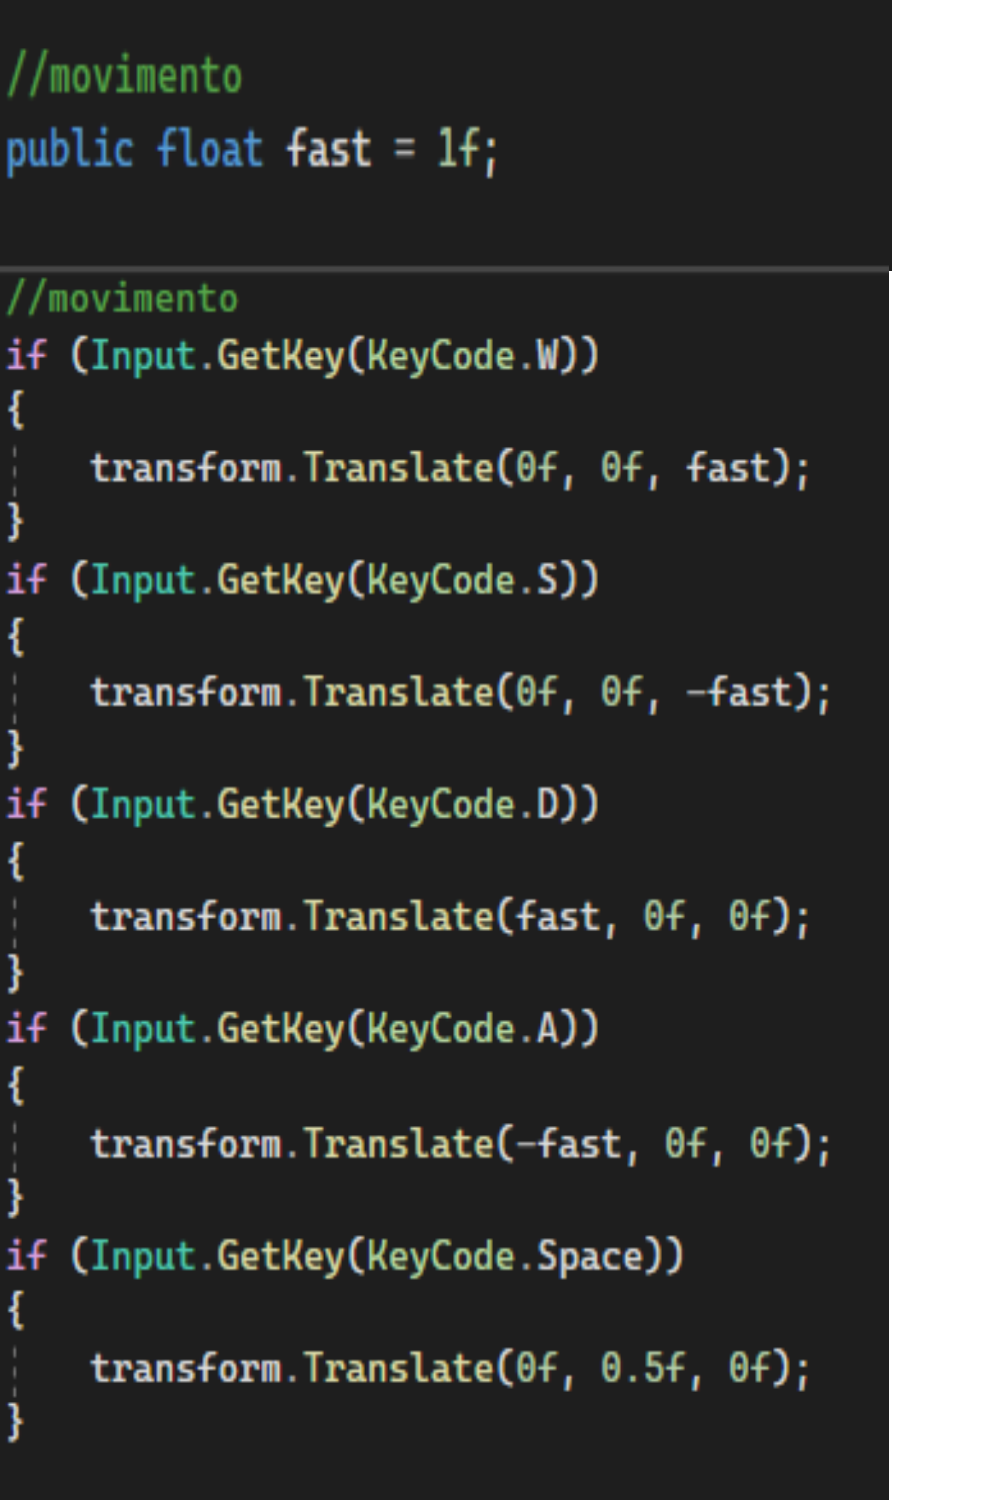 //movimento
public float fast = 1f;
//movimento
if (Input.GetKey(KeyCode.W))
{
    transform.Translate(0f, 0f, fast);
}
if (Input.GetKey(KeyCode.S))
{
    transform.Translate(0f, 0f, -fast);
}
if (Input.GetKey(KeyCode.D))
{
    transform.Translate(fast, 0f, 0f);
}
if (Input.GetKey(KeyCode.A))
{
    transform.Translate(-fast, 0f, 0f);
}
if (Input.GetKey(KeyCode.Space))
{
    transform.Translate(0f, 0.5f, 0f);
}